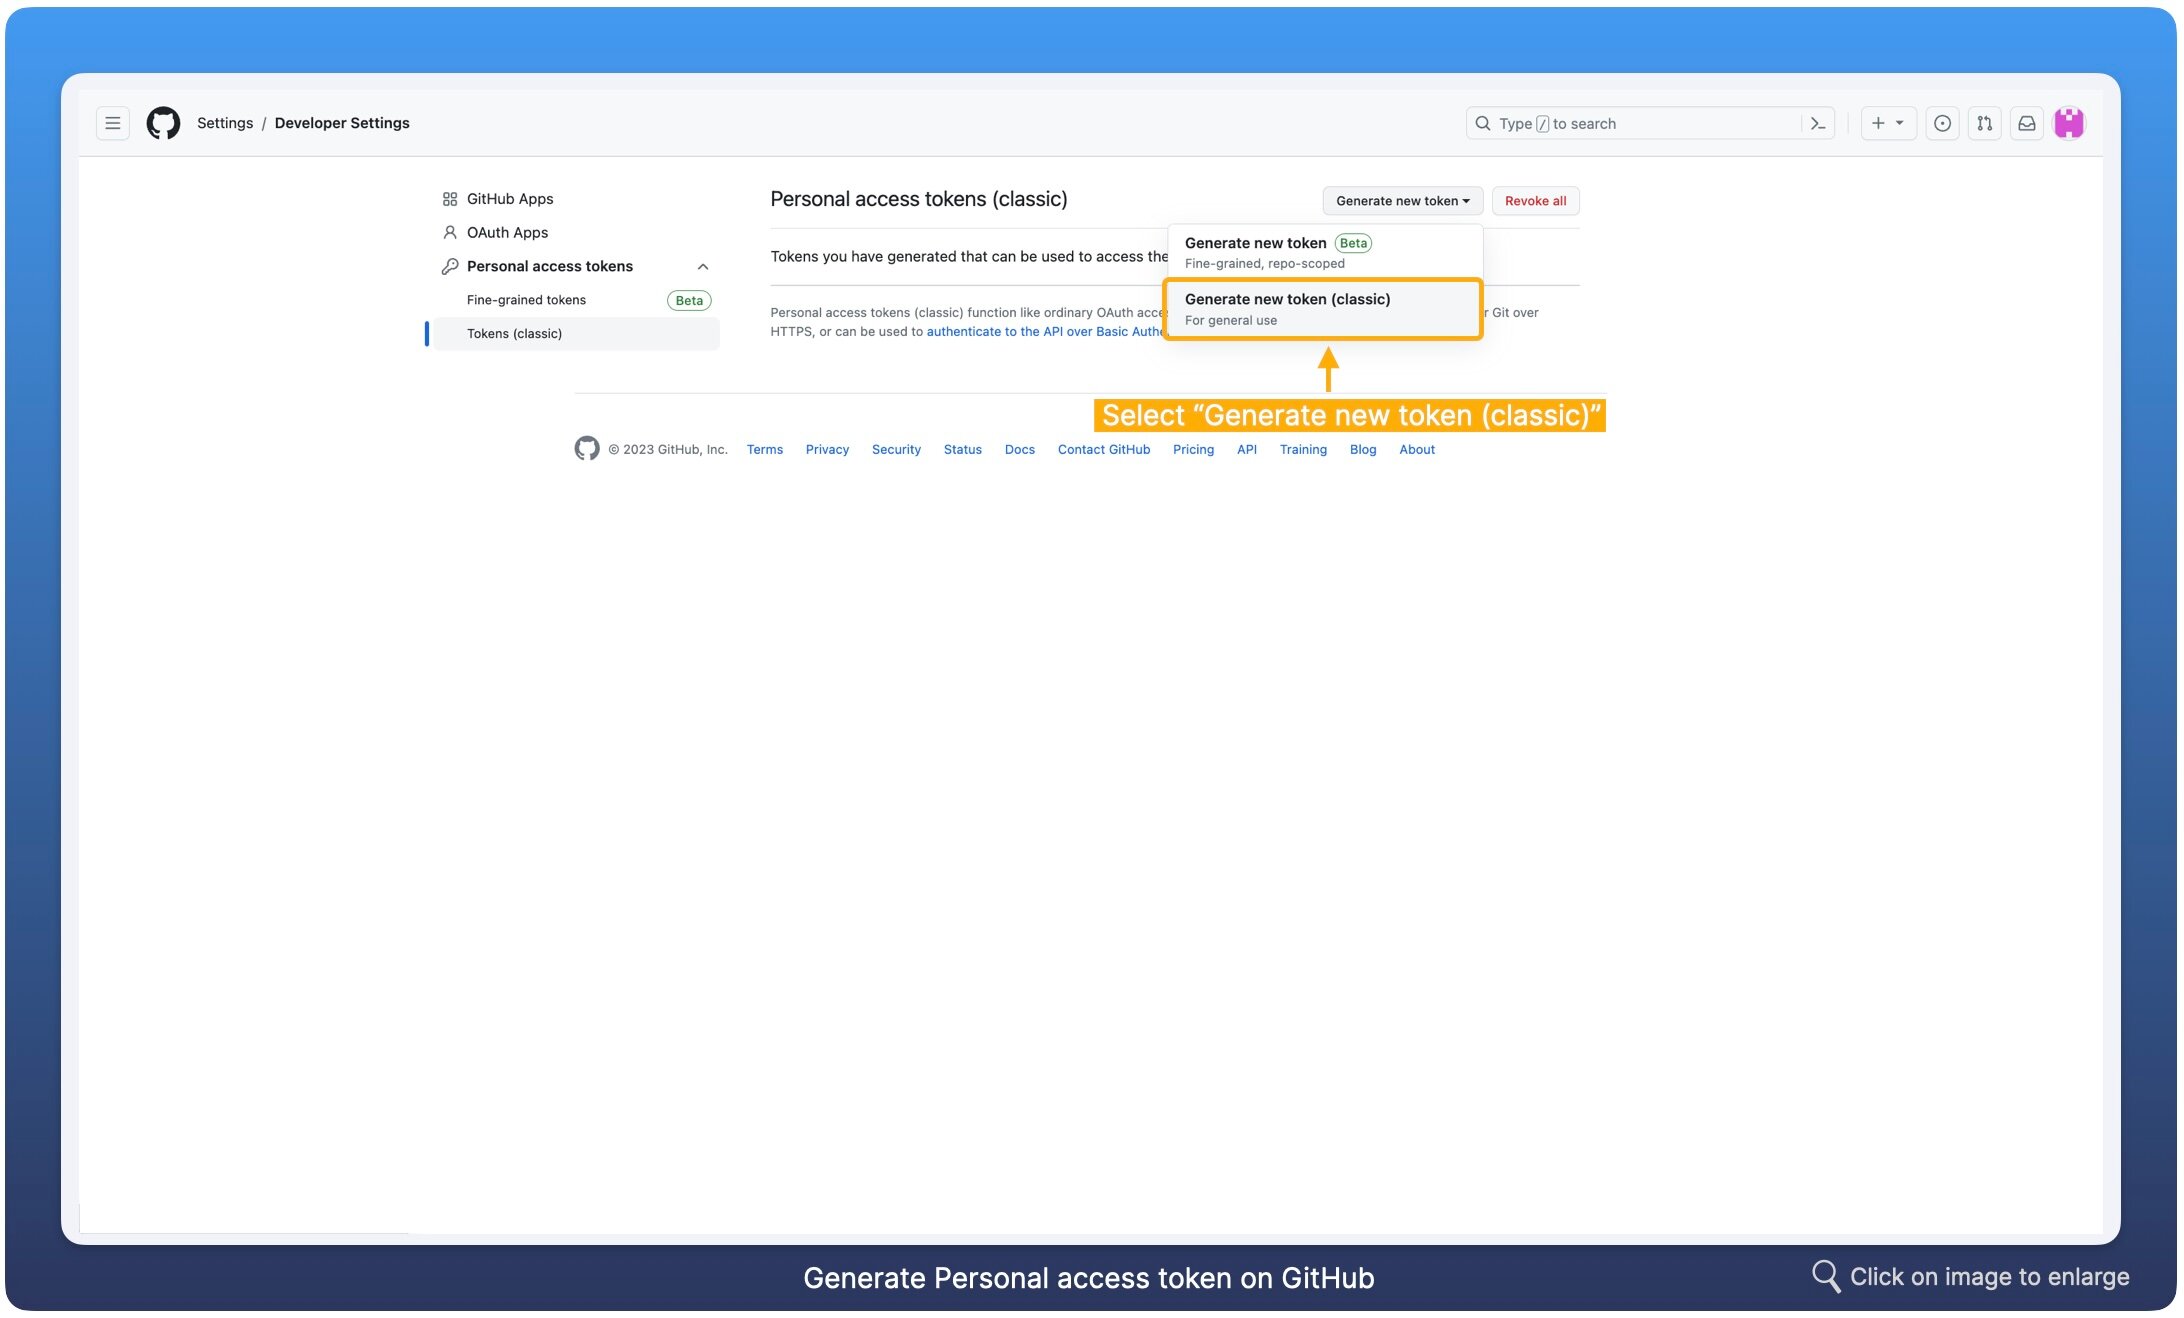 Settings / Developer Settings
Type / to search
GitHub Apps
OAuth Apps
Personal access tokens
Fine-grained tokens Beta
Tokens (classic)
Personal access tokens (classic)
Generate new token Revoke all
Generate new token Beta
Fine-grained, repo-scoped
Tokens you have generated that can be used to access the
Generate new token (classic)
For general use
Personal access tokens (classic) function like ordinary OAuth Git over
HTTPS, or can be used to authenticate to the API over Basic
Select “Generate new token (classic)”
© 2023 GitHub, Inc. Terms Privacy Security Status Docs Contact GitHub Pricing API Training Blog About
Generate Personal access token on GitHub
Click on image to enlarge